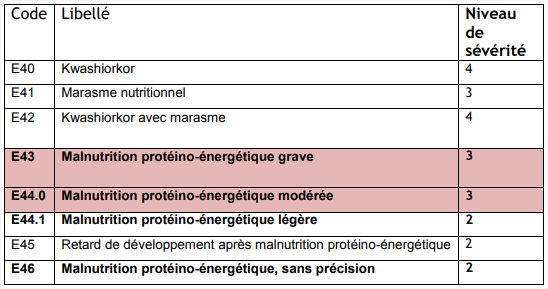 Code Libellé Niveau de sévérité
E40 Kwashiorkor 4
E41 Marasme nutritionnel 3
E42 Kwashiorkor avec marasme 4
E43 Malnutrition protéino-énergétique grave 3
E44.0 Malnutrition protéino-énergétique modérée 3
E44.1 Malnutrition protéino-énergétique légère 2
E45 Retard de développement après malnutrition protéino-énergétique 2
E46 Malnutrition protéino-énergétique, sans précision 2